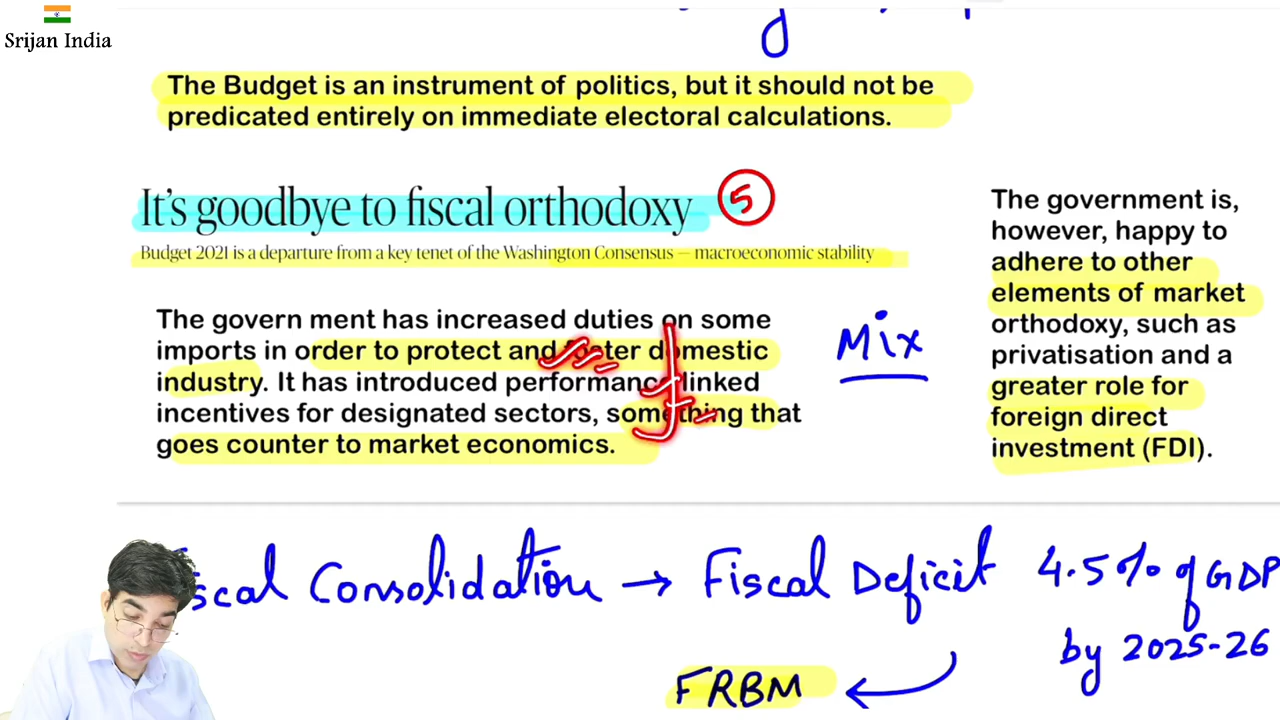 Srijan India
The Budget is an instrument of politics, but it should not be
predicated entirely on immediate electoral calculations.
It's goodbye to fiscal orthodoxy
5
Budget 2021 is a departure from a key tenet of the Washington Consensus — macroeconomic stability
The govern ment has increased duties on some
imports in order to protect and foster domestic
industry. It has introduced performance linked
incentives for designated sectors, something that
goes counter to market economics.
Mix
The government is,
however, happy to
adhere to other
elements of market
orthodoxy, such as
privatisation and a
greater role for
foreign direct
investment (FDI).
Consolidation → Fiscal Deficit 4.5% of GDP
by 2025-26
FRBM